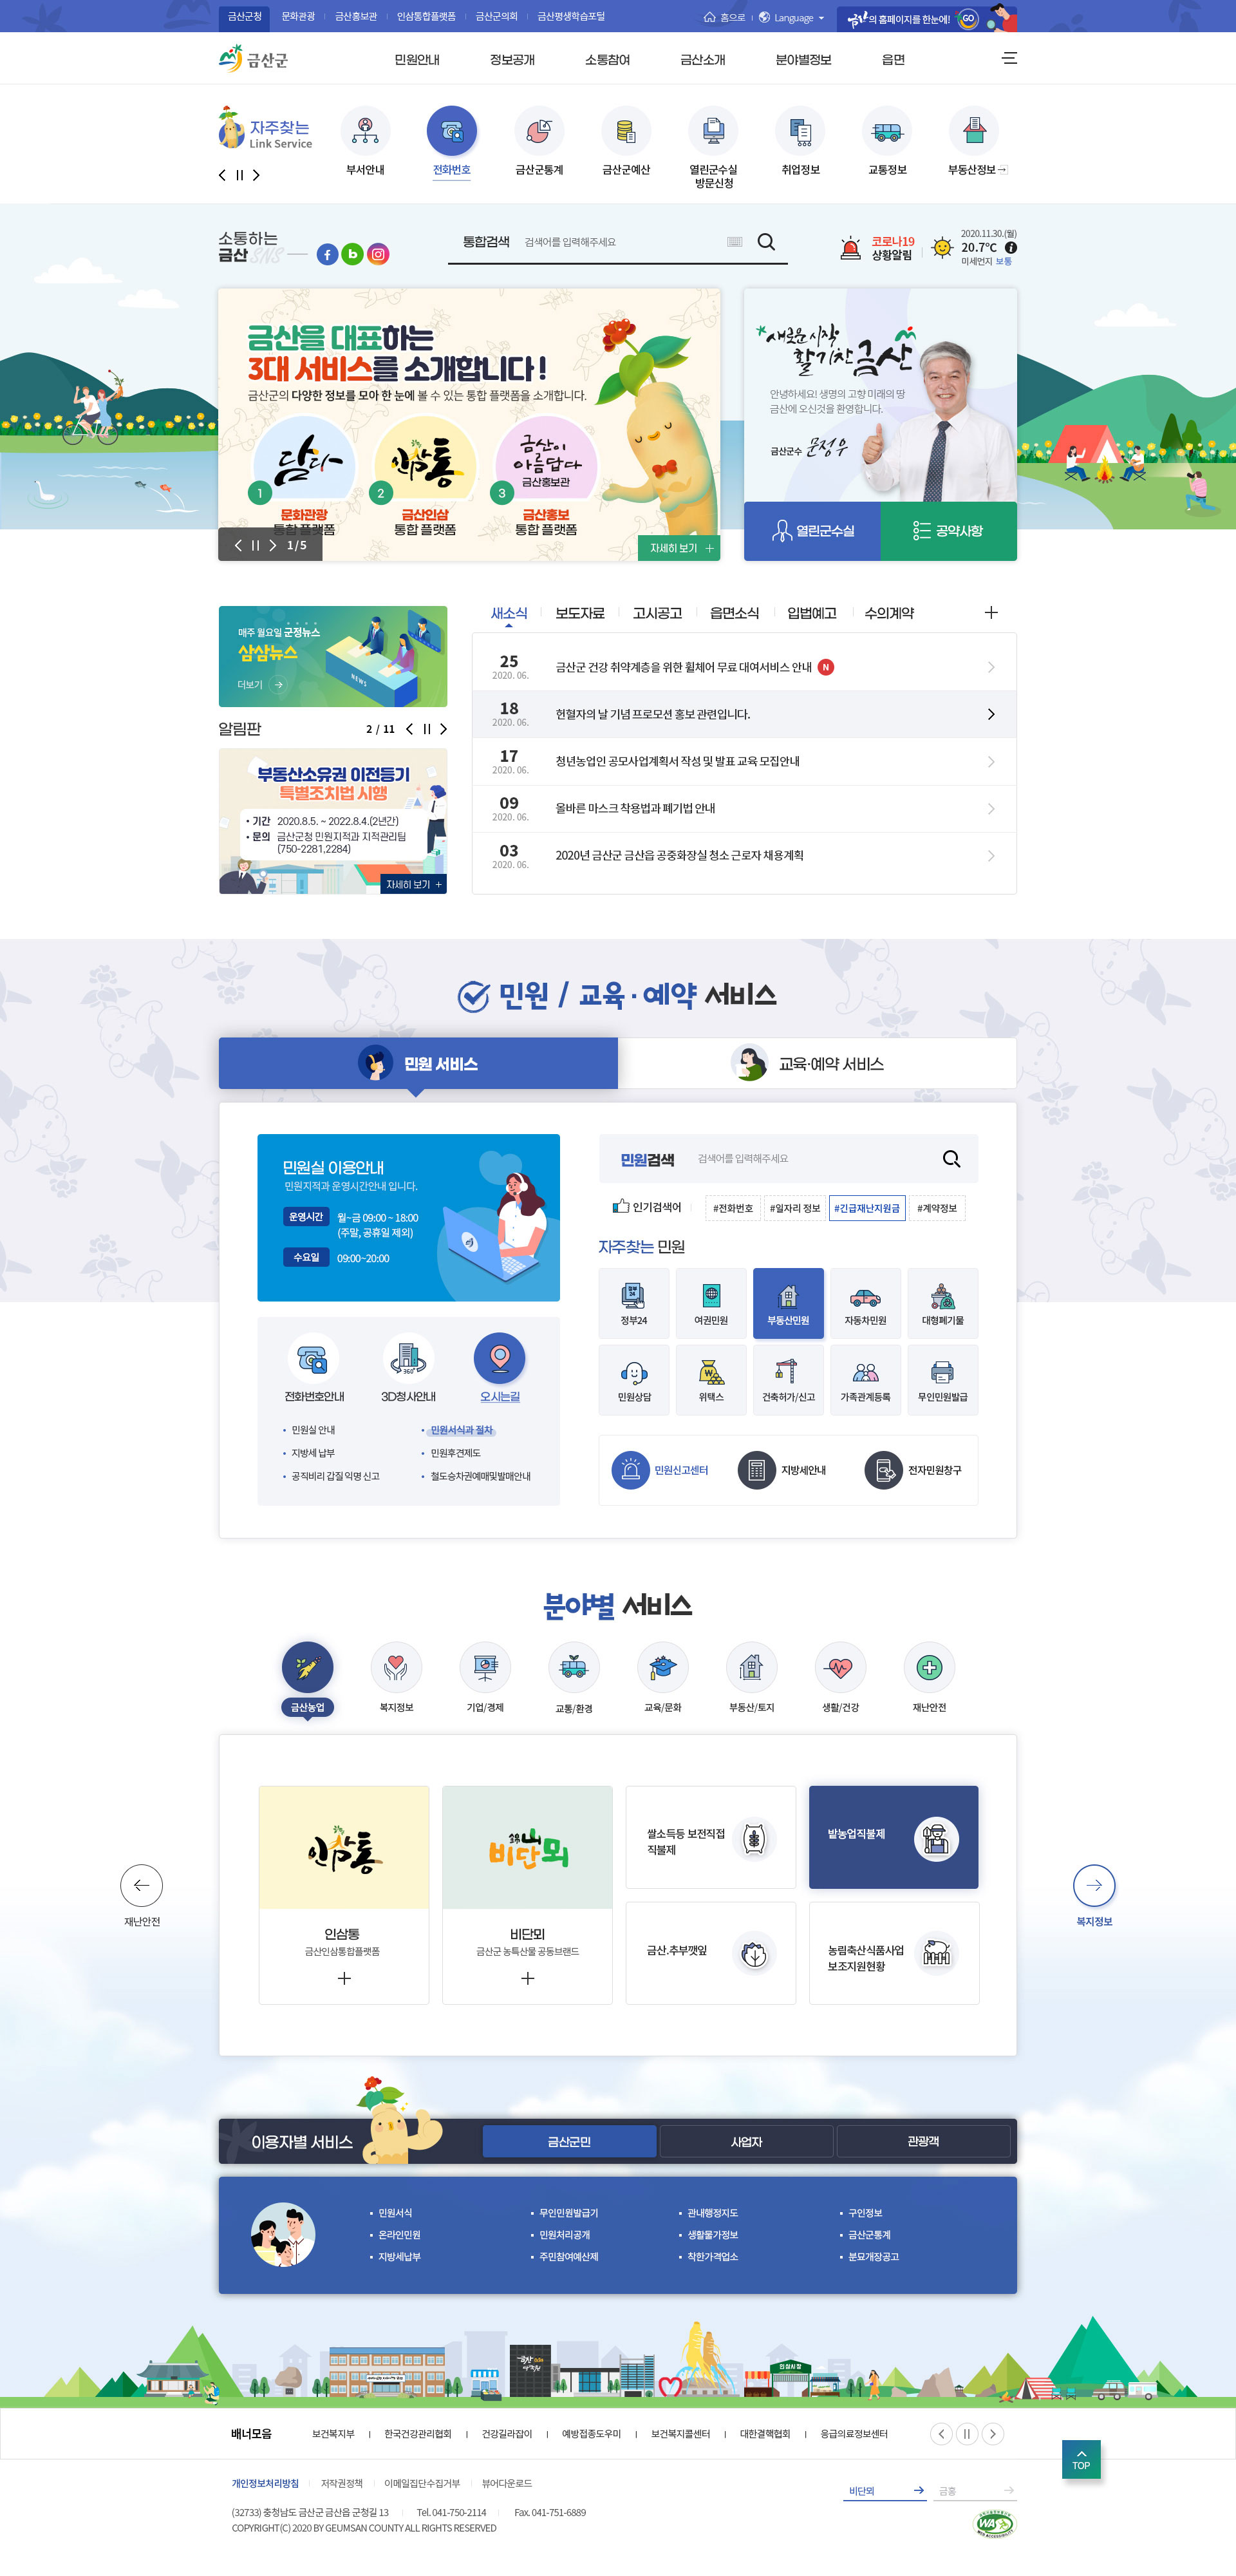 금산군청 문화관광 금산홍보관 인삼통합플랫폼 금산군의회 금산평생학습포털 홈으로 Language 금산의 홈페이지를 한눈에! GO
금산군 민원안내 정보공개 소통참여 금산소개 분야별정보 읍면
자주찾는
Link Service
부서안내 전화번호 금산군통계 금산군예산 열린군수실 방문신청 취업정보 교통정보 부동산정보
소통하는
금산 SNS
통합검색 검색어를 입력해주세요
코로나19
상황알림
2020.11.30.(월)
20.7℃
미세먼지 보통
금산을 대표하는
3대 서비스를 소개합니다!
금산군의 다양한 정보를 모아 한 눈에 볼 수 있는 통합 플랫폼을 소개합니다.
담다 인삼통 금산이 아름답다 금산홍보관
1 2 3
문화관광 금산인삼 금산홍보
통합 플랫폼 통합 플랫폼 통합 플랫폼
1 / 5
자세히 보기
새로운 시작
활기찬 금산
안녕하세요! 생명의 고향 미래의 땅
금산에 오신것을 환영합니다.
금산군수 문정우
열린군수실 공약사항
매주 월요일 군정뉴스
삼삼뉴스
더보기
NEWS
알림판 2 / 11
부동산소유권 이전등기
특별조치법 시행
• 기간 2020.8.5. ~ 2022.8.4.(2년간)
• 문의 금산군청 민원지적과 지적관리팀
(750-2281,2284)
자세히 보기
새소식 보도자료 고시공고 읍면소식 입법예고 수의계약
25
2020. 06.
금산군 건강 취약계층을 위한 휠체어 무료 대여서비스 안내 N
18
2020. 06.
헌혈자의 날 기념 프로모션 홍보 관련입니다.
17
2020. 06.
청년농업인 공모사업계획서 작성 및 발표 교육 모집안내
09
2020. 06.
올바른 마스크 착용법과 폐기법 안내
03
2020. 06.
2020년 금산군 금산읍 공중화장실 청소 근로자 채용계획
민원 / 교육·예약 서비스
민원 서비스 교육·예약 서비스
민원실 이용안내
민원지적과 운영시간안내 입니다.
운영시간 월~금 09:00 ~ 18:00
(주말, 공휴일 제외)
수요일 09:00~20:00
전화번호안내 3D청사안내 오시는길
360°
• 민원실 안내 • 민원서식과 절차
• 지방세 납부 • 민원후견제도
• 공직비리 갑질 익명 신고 • 철도승차권예매및발매안내
민원검색 검색어를 입력해주세요
인기검색어 #전화번호 #일자리 정보 #긴급재난지원금 #계약정보
자주찾는 민원
정부24 여권민원 부동산민원 자동차민원 대형폐기물
민원상담 위택스 건축허가/신고 가족관계등록 무인민원발급
민원신고센터 지방세안내 전자민원창구
분야별 서비스
금산농업 복지정보 기업/경제 교통/환경 교육/문화 부동산/토지 생활/건강 재난안전
인삼통
인삼통
금산인삼통합플랫폼
錦山
비단뫼
비단뫼
금산군 농특산물 공동브랜드
쌀소득등 보전직접
직불제
밭농업직불제
금산.추부깻잎
농림축산식품사업
보조지원현황
재난안전
복지정보
이용자별 서비스 금산군민 사업자 관광객
민원서식 무인민원발급기 관내행정지도 구인정보
온라인민원 민원처리공개 생활물가정보 금산군통계
지방세납부 주민참여예산제 착한가격업소 분묘개장공고
인삼시장
배너모음 보건복지부 한국건강관리협회 건강길라잡이 예방접종도우미 보건복지콜센터 대한결핵협회 응급의료정보센터
TOP
개인정보처리방침 저작권정책 이메일집단수집거부 뷰어다운로드
비단뫼 금홍
(32733) 충청남도 금산군 금산읍 군청길 13 Tel. 041-750-2114 Fax. 041-751-6889
COPYRIGHT(C) 2020 BY GEUMSAN COUNTY ALL RIGHTS RESERVED
WA
WEB ACCESSIBILITY